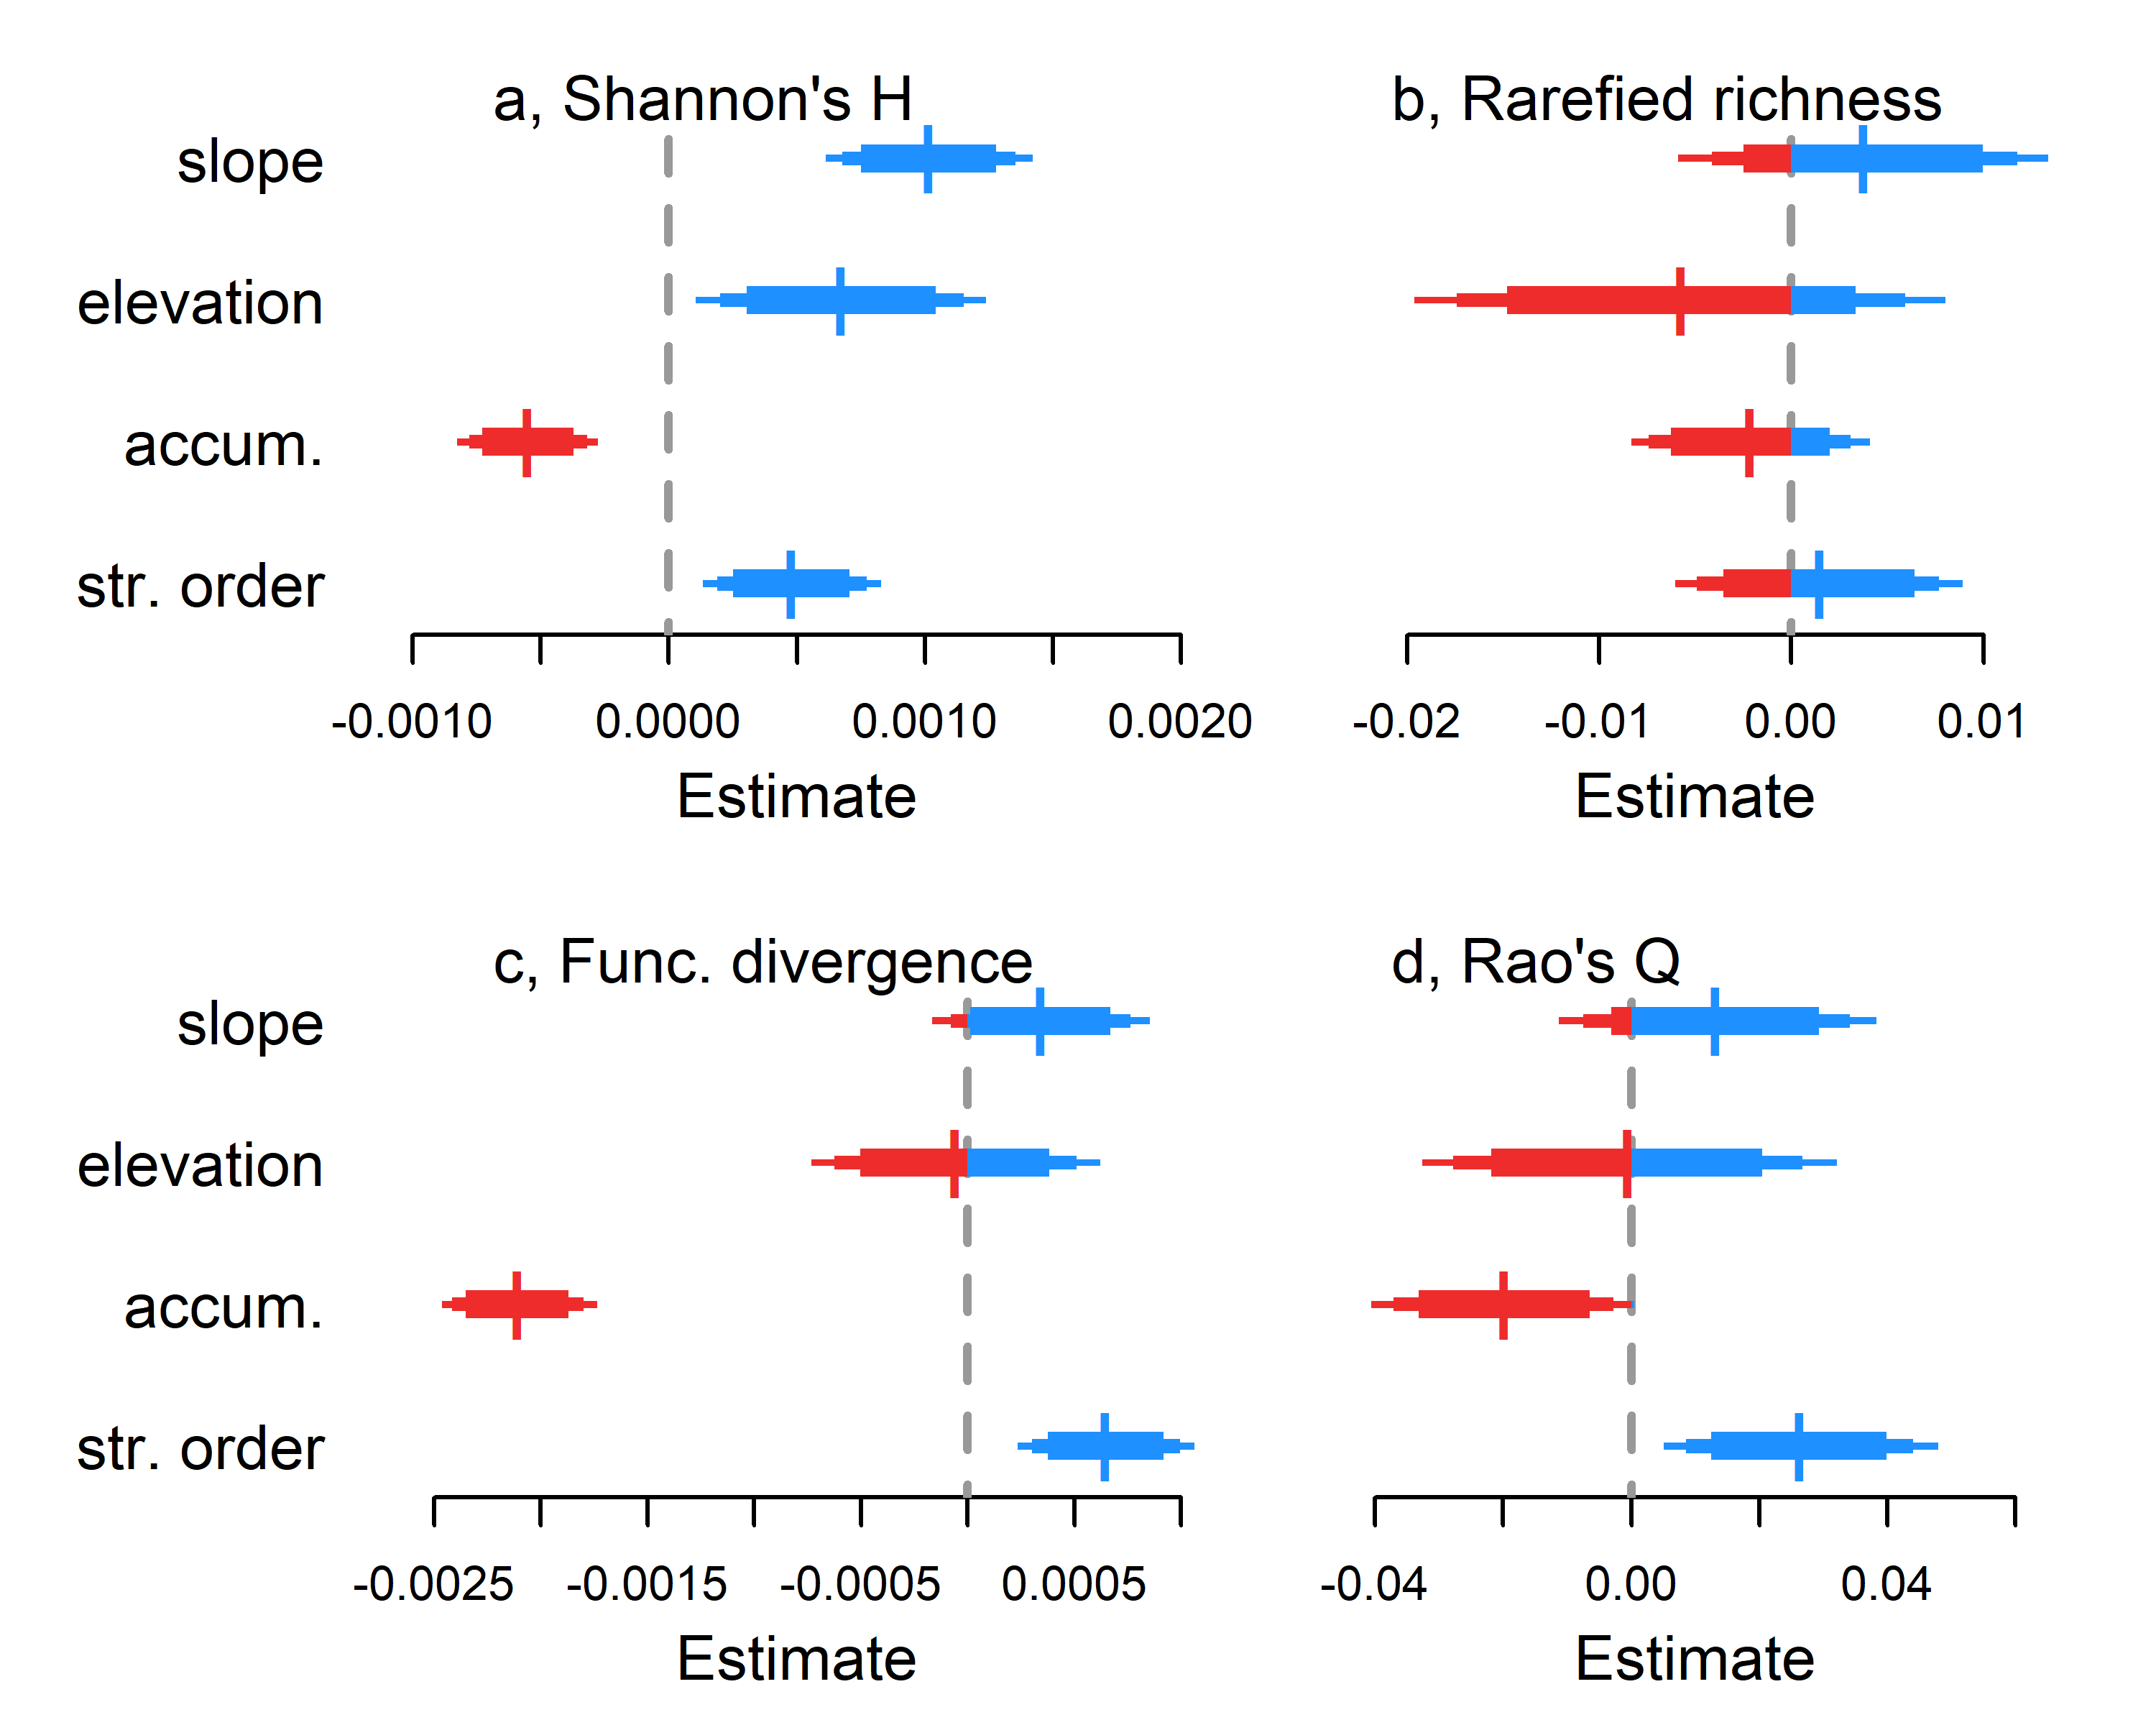 a, Shannon's H
slope
elevation
accum.
str. order
-0.0010 0.0000 0.0010 0.0020
Estimate
b, Rarefied richness
-0.02 -0.01 0.00 0.01
Estimate
c, Func. divergence
slope
elevation
accum.
str. order
-0.0025 -0.0015 -0.0005 0.0005
Estimate
d, Rao's Q
-0.04 0.00 0.04
Estimate